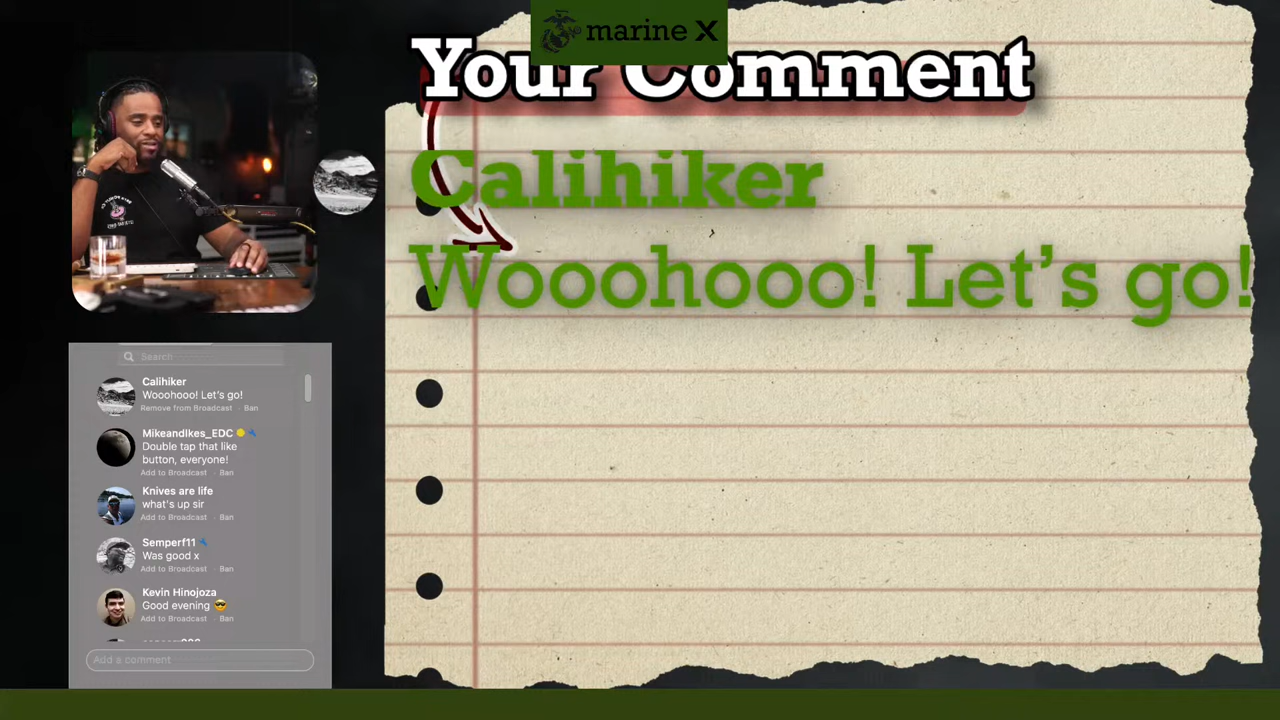 marine X
Your Comment
Calihiker
Wooohooo! Let's go!
Search
Calihiker
Wooohooo! Let's go!
Remove from Broadcast · Ban
MikeandIkes_EDC
Double tap that like
button, everyone!
Add to Broadcast · Ban
Knives are life
what's up sir
Add to Broadcast · Ban
Semperf11
Was good x
Add to Broadcast · Ban
Kevin Hinojoza
Good evening 😎
Add to Broadcast · Ban
Add a comment